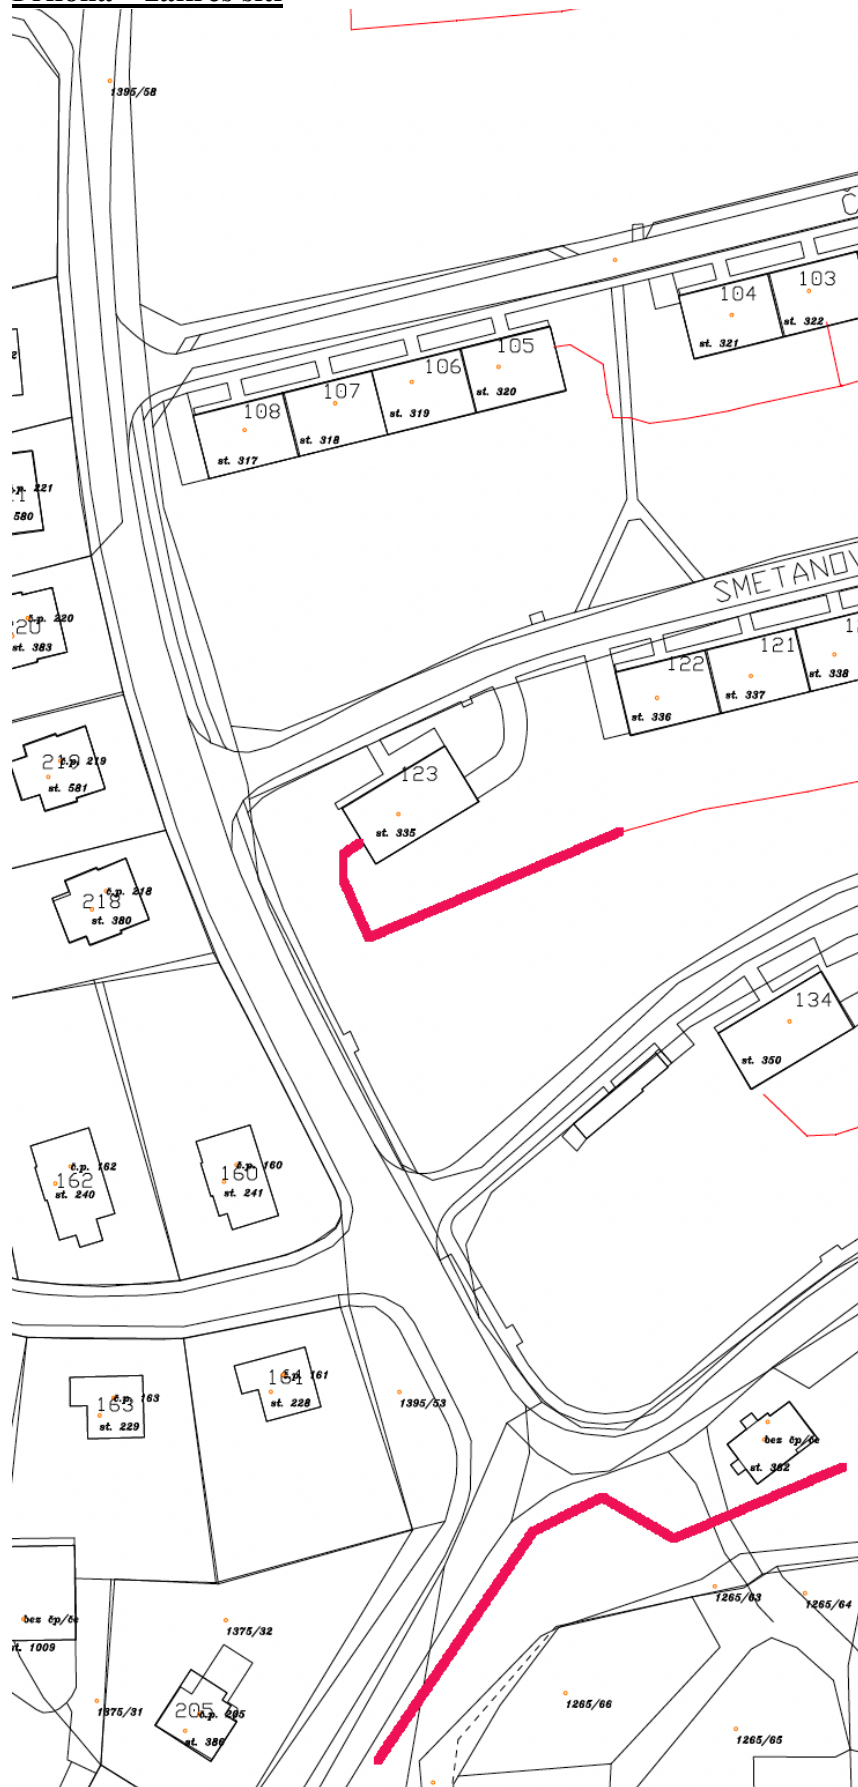 1395/58
104
103
st. 321
st. 322
105
106
107
108
st. 320
st. 319
st. 318
st. 317
č.p. 221
580
SMETANOV
č.p. 220
st. 383
122
121
st. 338
st. 337
st. 336
219
č.p. 219
st. 581
123
st. 335
218
č.p. 218
st. 380
134
st. 350
162
č.p. 162
st. 240
160
č.p. 160
st. 241
163
č.p. 163
st. 229
č.p. 161
st. 228
1395/53
bez čp/če
st. 382
1265/63
1265/64
bez čp/če
st. 1009
1375/32
1375/31
205
č.p. 205
st. 386
1265/66
1265/65